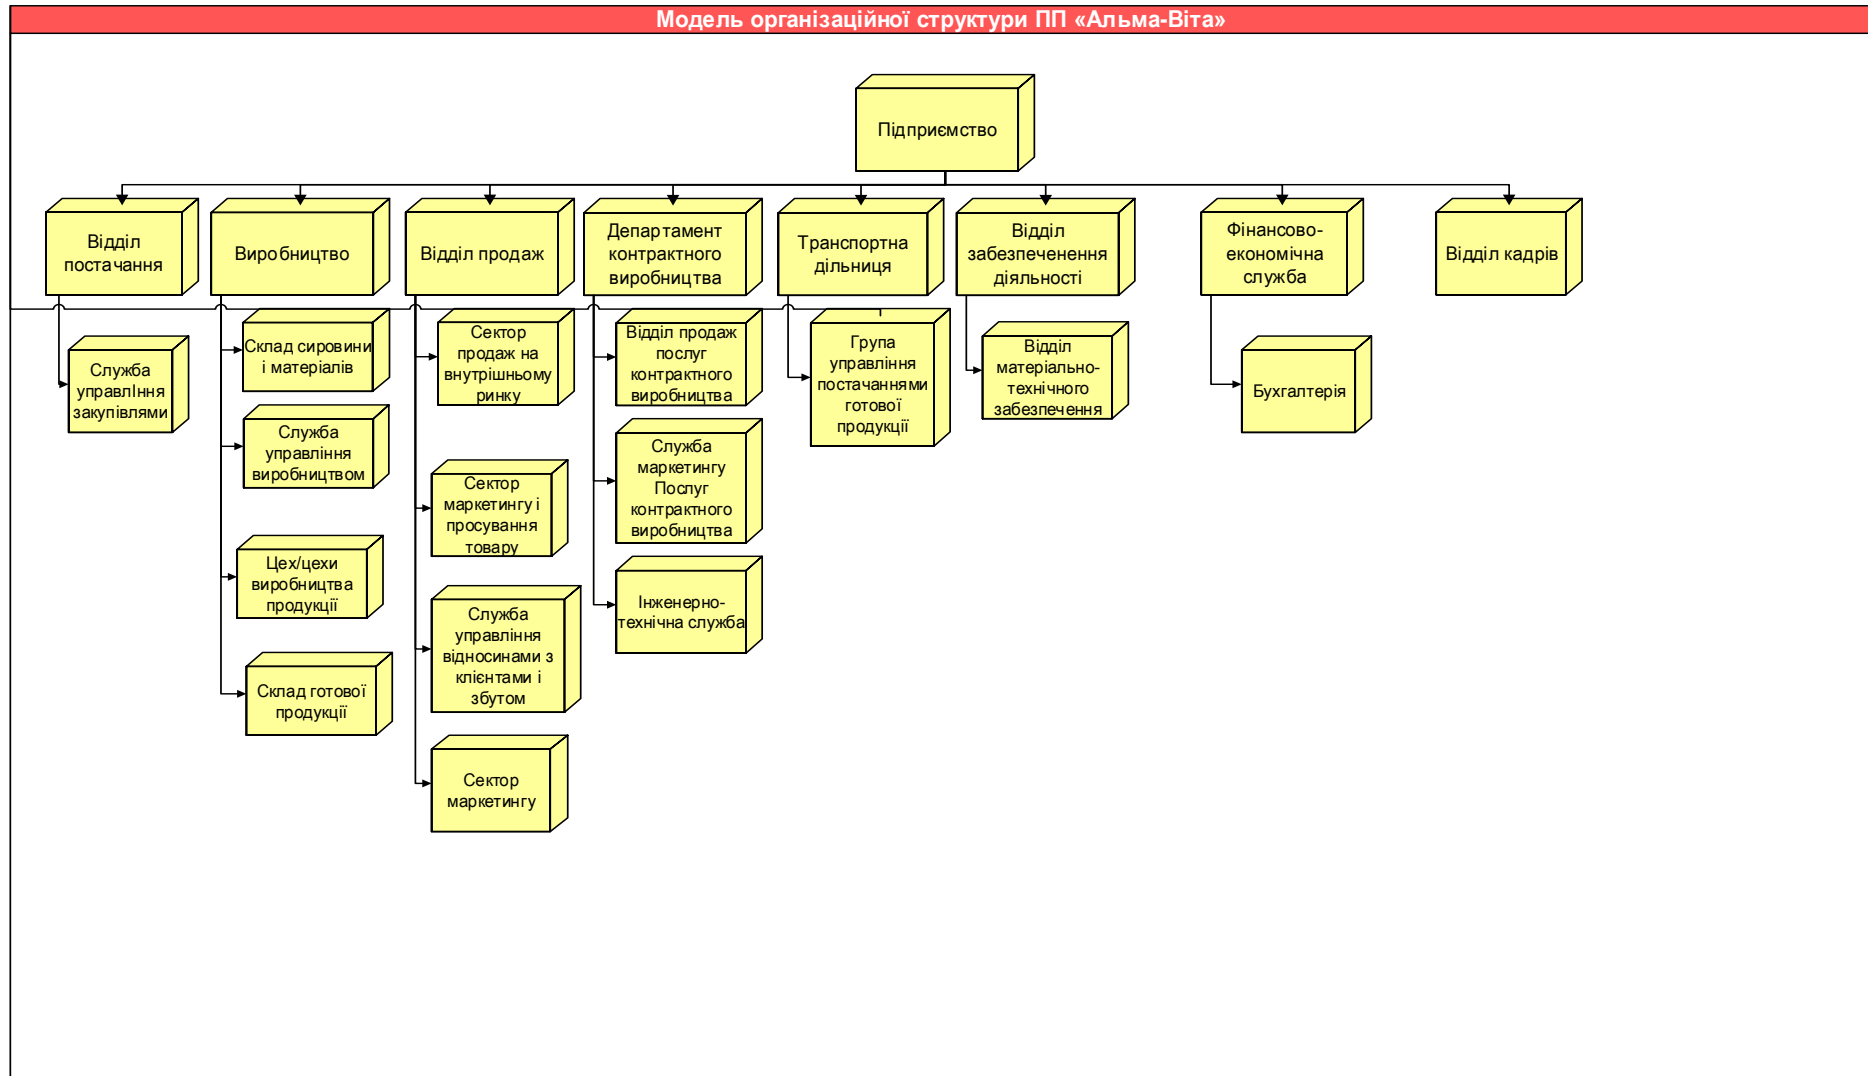 Модель організаційної структури ПП «Альма-Віта»
Підприємство
Відділ
постачання
Виробництво
Відділ продаж
Департамент
контрактного
виробництва
Транспортна
дільниця
Відділ
забезпеченення
діяльності
Фінансово-
економічна
служба
Відділ кадрів
Служба
управлІння
закупівлями
Склад сировини
і матеріалів
Служба
управління
виробництвом
Цех/цехи
виробництва
продукції
Склад готової
продукції
Сектор
продаж на
внутрішньому
ринку
Сектор
маркетингу і
просування
товару
Служба
управління
відносинами з
клієнтами і
збутом
Сектор
маркетингу
Відділ продаж
послуг
контрактного
виробництва
Служба
маркетингу
Послуг
контрактного
виробництва
Інженерно-
технічна служба
Група
управління
постачаннями
готової
продукції
Відділ
матеріально-
технічного
забезпечення
Бухгалтерія